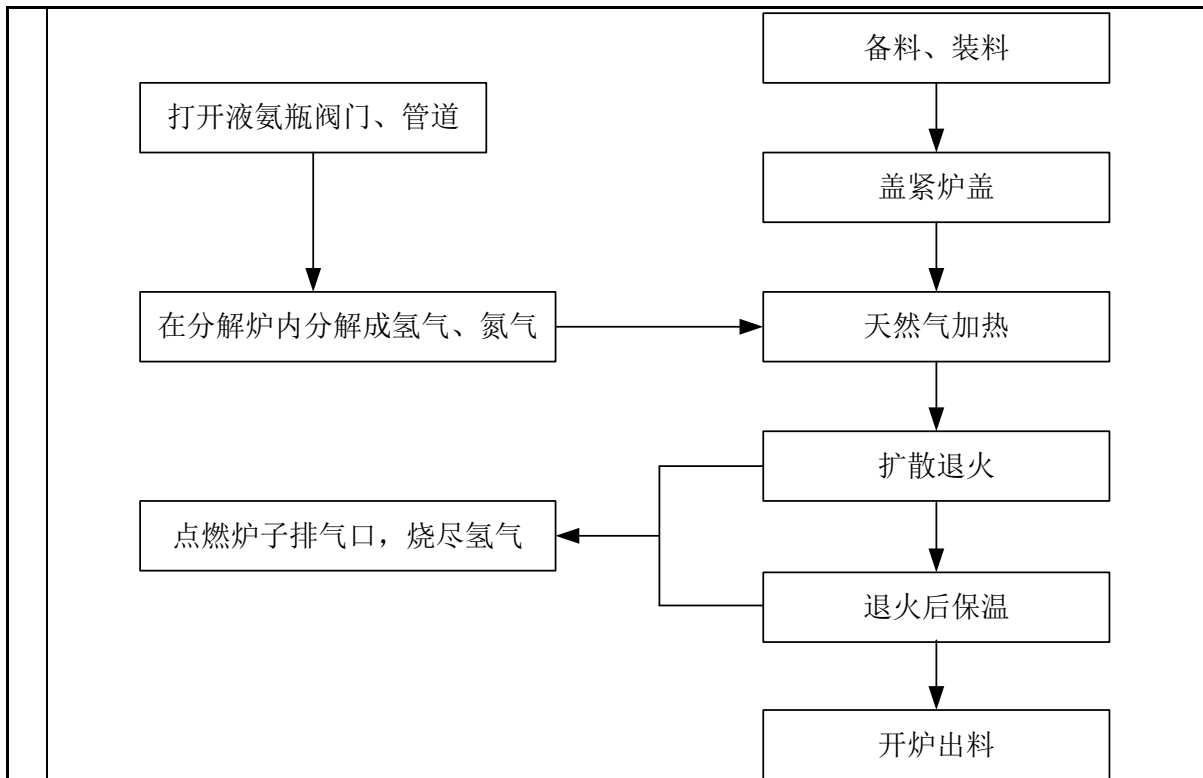 备料、装料
打开液氨瓶阀门、管道
盖紧炉盖
在分解炉内分解成氢气、氮气
天然气加热
扩散退火
点燃炉子排气口，烧尽氢气
退火后保温
开炉出料